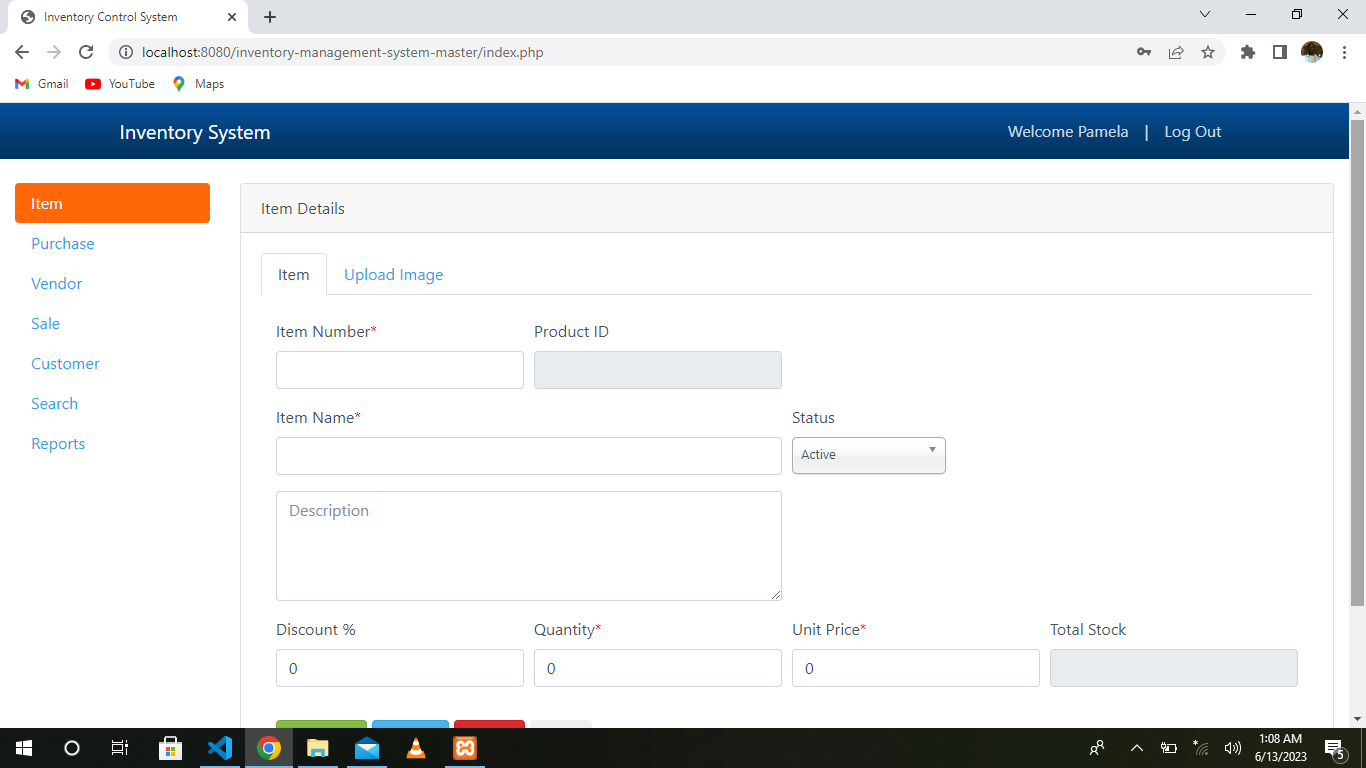 Inventory Control System
localhost:8080/inventory-management-system-master/index.php
Gmail YouTube Maps
Inventory System Welcome Pamela | Log Out
Item
Purchase
Vendor
Sale
Customer
Search
Reports
Item Details
Item Upload Image
Item Number* Product ID
Item Name* Status
Active
Description
Discount % Quantity* Unit Price* Total Stock
0 0 0
1:08 AM
6/13/2023
5